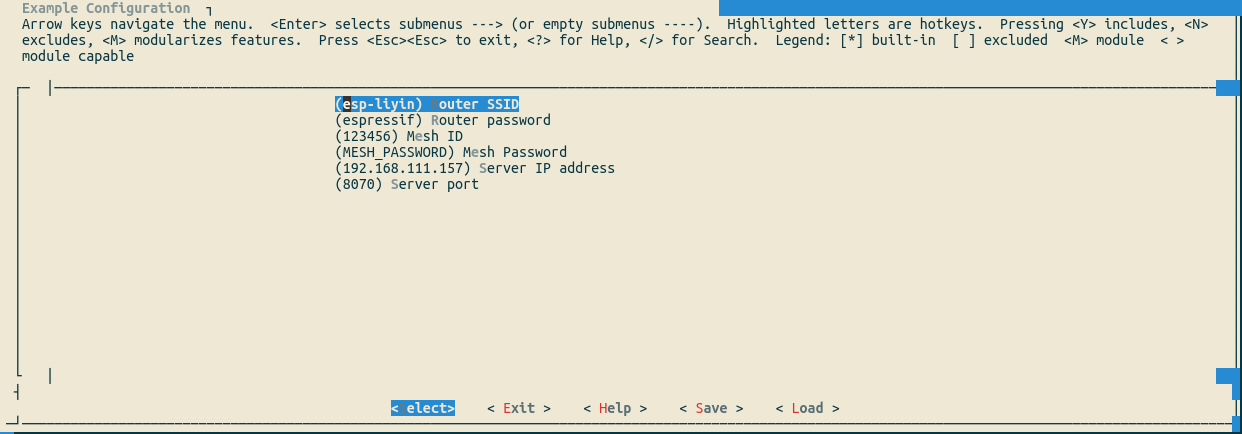 Example Configuration
Arrow keys navigate the menu.  <Enter> selects submenus ---> (or empty submenus ----).  Highlighted letters are hotkeys.  Pressing <Y> includes, <N>
excludes, <M> modularizes features.  Press <Esc><Esc> to exit, <?> for Help, </> for Search.  Legend: [*] built-in  [ ] excluded  <M> module  < >
module capable
(esp-liyin) Router SSID
(espressif) Router password
(123456) Mesh ID
(MESH_PASSWORD) Mesh Password
(192.168.111.157) Server IP address
(8070) Server port
<Select>    < Exit >    < Help >    < Save >    < Load >